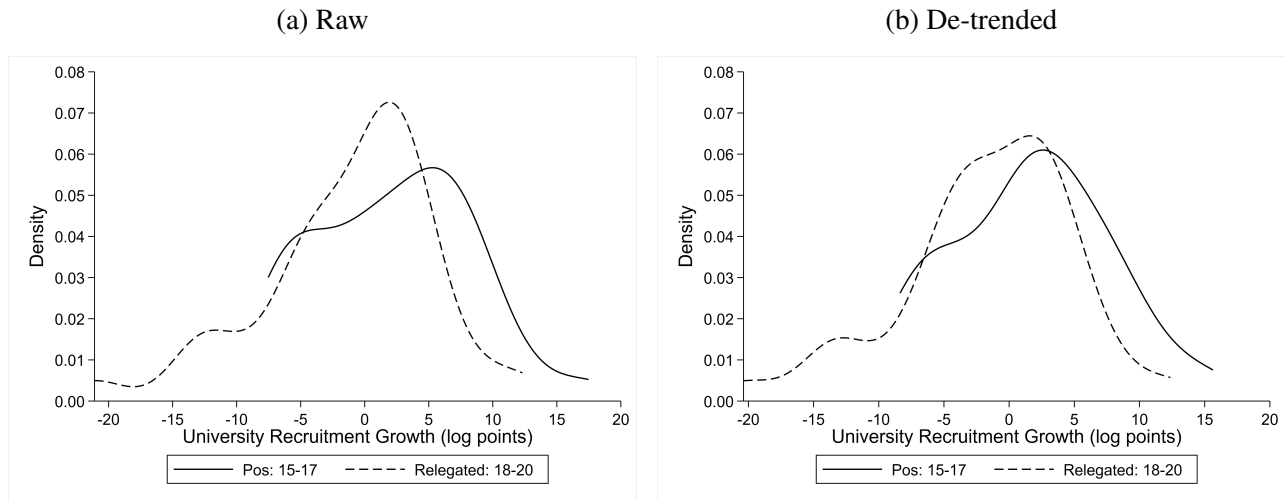 (a) Raw
0.08
0.07
0.06
0.05
0.04
0.03
0.02
0.01
0.00
Density
-20 -15 -10 -5 0 5 10 15 20
University Recruitment Growth (log points)
Pos: 15-17 Relegated: 18-20
(b) De-trended
0.08
0.07
0.06
0.05
0.04
0.03
0.02
0.01
0.00
Density
-20 -15 -10 -5 0 5 10 15 20
University Recruitment Growth (log points)
Pos: 15-17 Relegated: 18-20